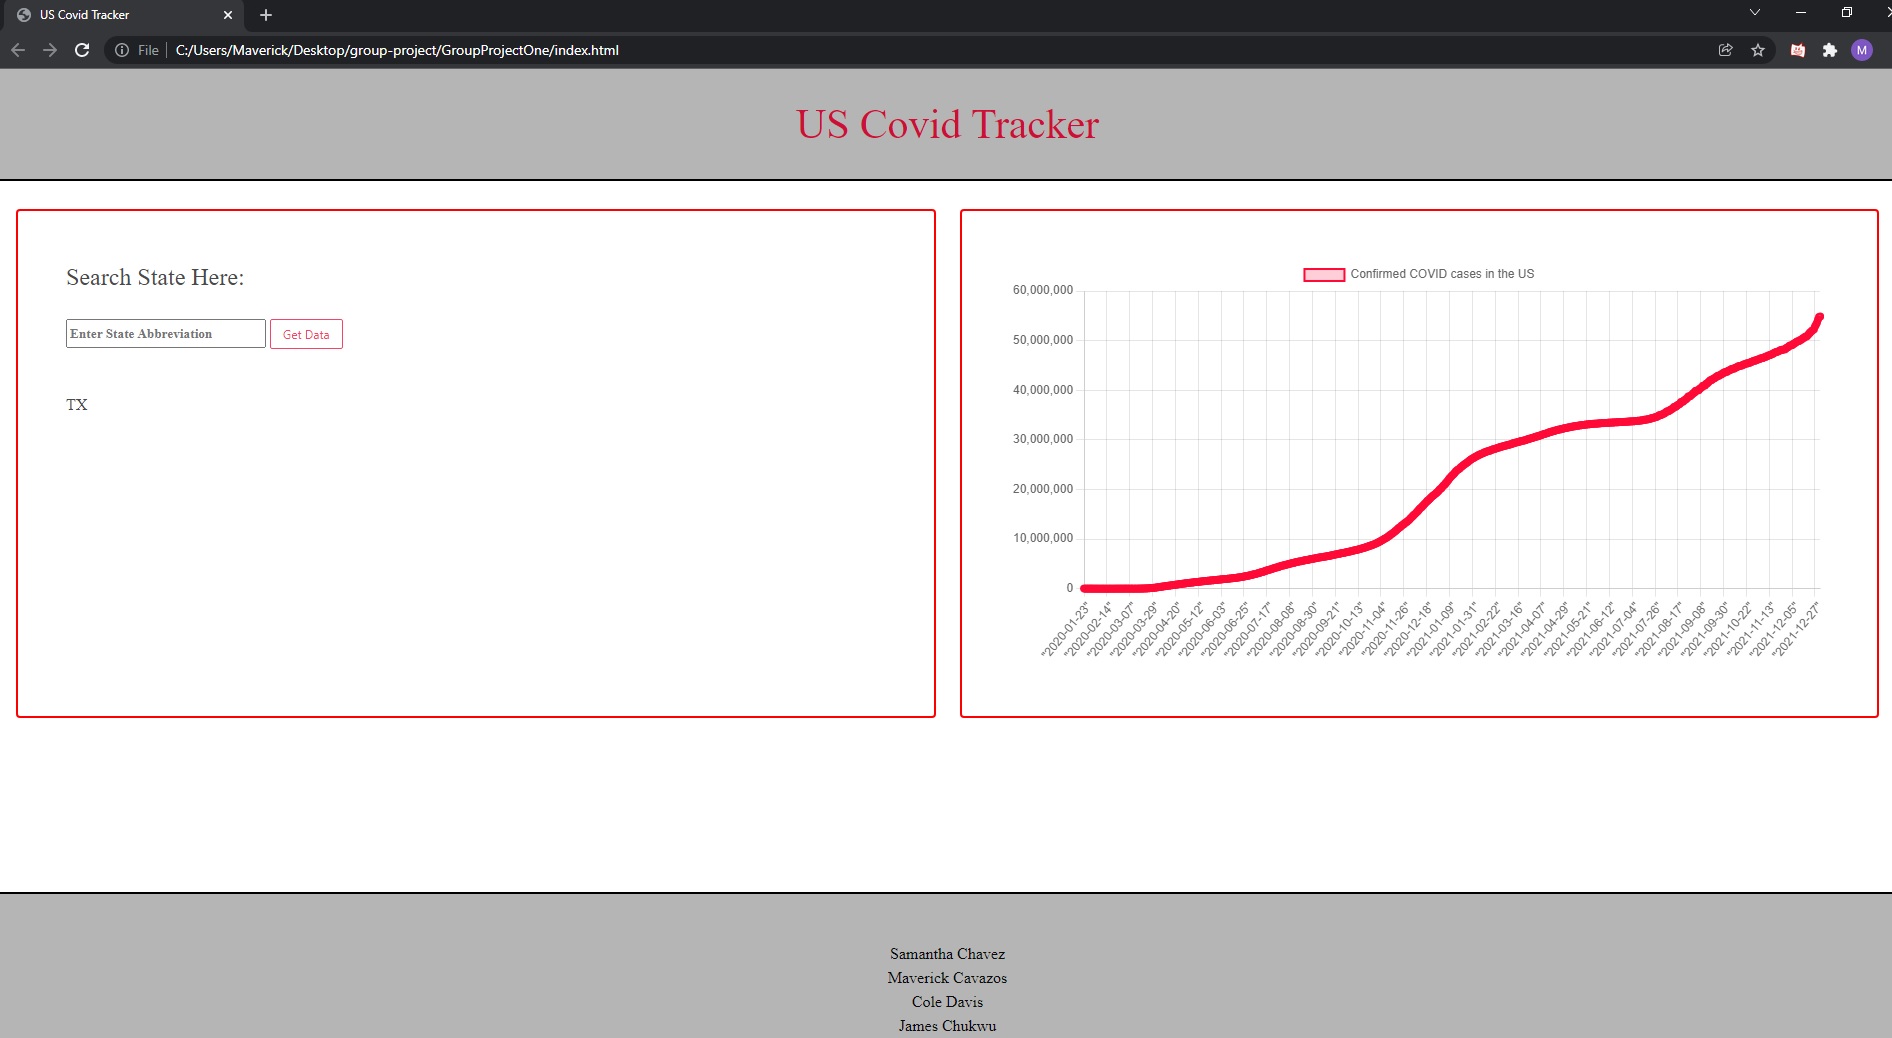 US Covid Tracker
File
C:/Users/Maverick/Desktop/group-project/GroupProjectOne/index.html
M
US Covid Tracker
Search State Here:
Enter State Abbreviation
Get Data
TX
Confirmed COVID cases in the US
60,000,000
50,000,000
40,000,000
30,000,000
20,000,000
10,000,000
0
"2020-01-23"
"2020-02-14"
"2020-03-07"
"2020-03-29"
"2020-04-20"
"2020-05-12"
"2020-06-03"
"2020-06-25"
"2020-07-17"
"2020-08-08"
"2020-08-30"
"2020-09-21"
"2020-10-13"
"2020-11-04"
"2020-11-26"
"2020-12-18"
"2021-01-09"
"2021-01-31"
"2021-02-22"
"2021-03-16"
"2021-04-07"
"2021-04-29"
"2021-05-21"
"2021-06-12"
"2021-07-04"
"2021-07-26"
"2021-08-17"
"2021-09-08"
"2021-09-30"
"2021-10-22"
"2021-11-13"
"2021-12-05"
"2021-12-27"
Samantha Chavez
Maverick Cavazos
Cole Davis
James Chukwu